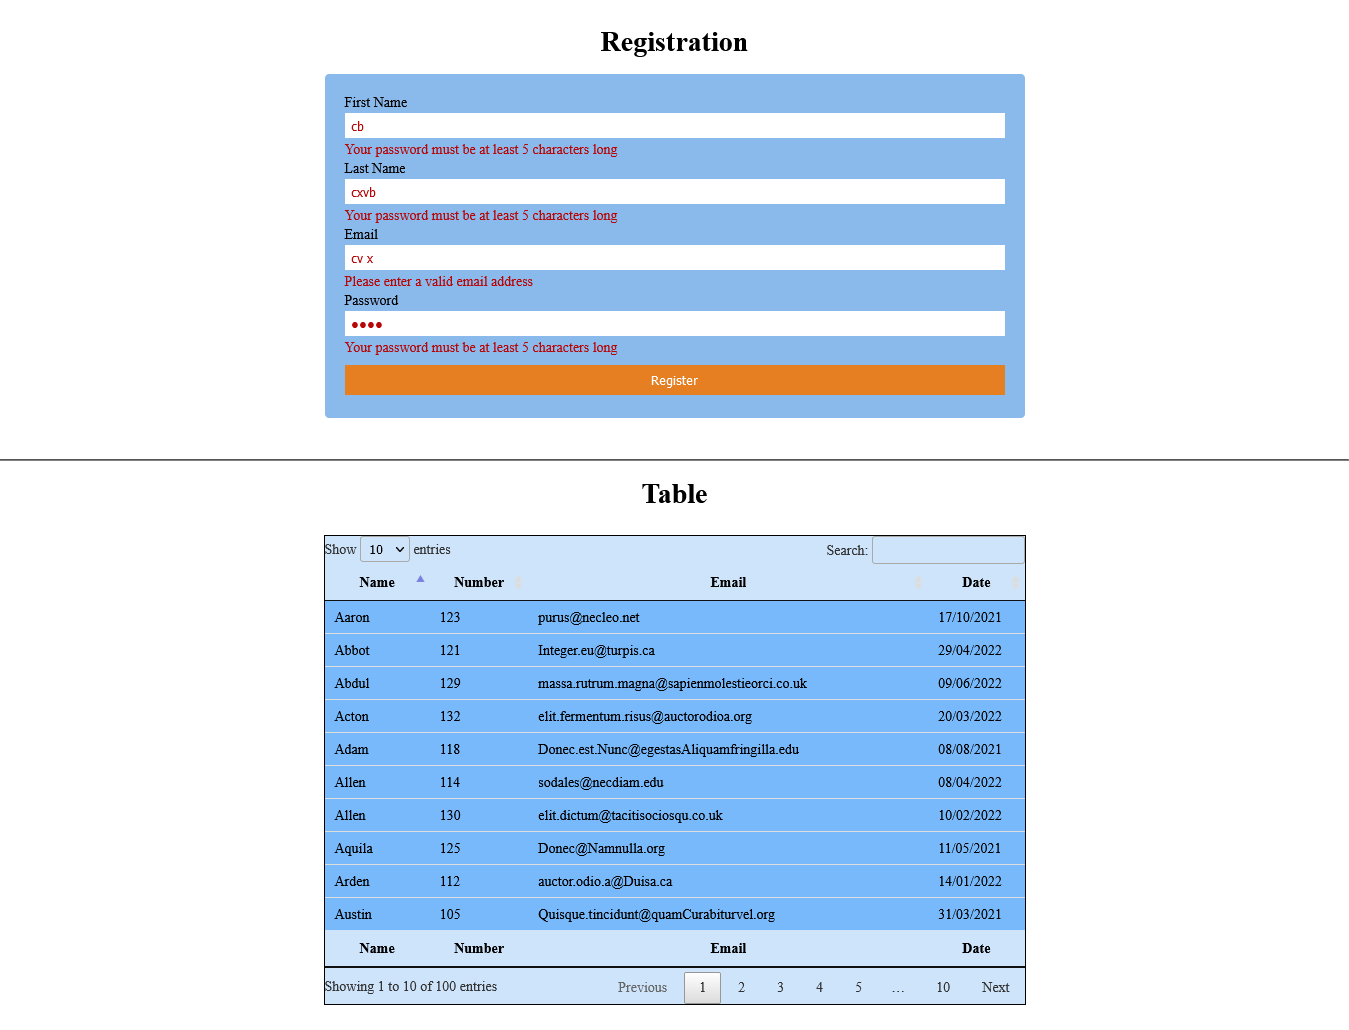 Registration
First Name
cb
Your password must be at least 5 characters long
Last Name
cxvb
Your password must be at least 5 characters long
Email
cv x
Please enter a valid email address
Password
●●●●
Your password must be at least 5 characters long
Register
Table
Show 10 entries Search:
Name Number Email Date
Aaron 123 purus@necleo.net 17/10/2021
Abbot 121 Integer.eu@turpis.ca 29/04/2022
Abdul 129 massa.rutrum.magna@sapienmolestieorci.co.uk 09/06/2022
Acton 132 elit.fermentum.risus@auctorodioa.org 20/03/2022
Adam 118 Donec.est.Nunc@egestasAliquamfringilla.edu 08/08/2021
Allen 114 sodales@necdiam.edu 08/04/2022
Allen 130 elit.dictum@tacitisociosqu.co.uk 10/02/2022
Aquila 125 Donec@Namnulla.org 11/05/2021
Arden 112 auctor.odio.a@Duisa.ca 14/01/2022
Austin 105 Quisque.tincidunt@quamCurabiturvel.org 31/03/2021
Name Number Email Date
Showing 1 to 10 of 100 entries Previous 1 2 3 4 5 … 10 Next